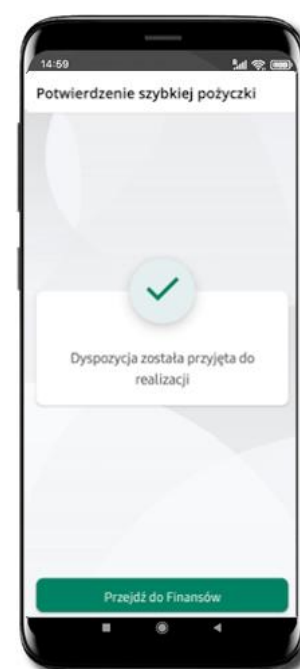 14:59
Potwierdzenie szybkiej pożyczki
Dyspozycja została przyjęta do
realizacji
Przejdź do Finansów